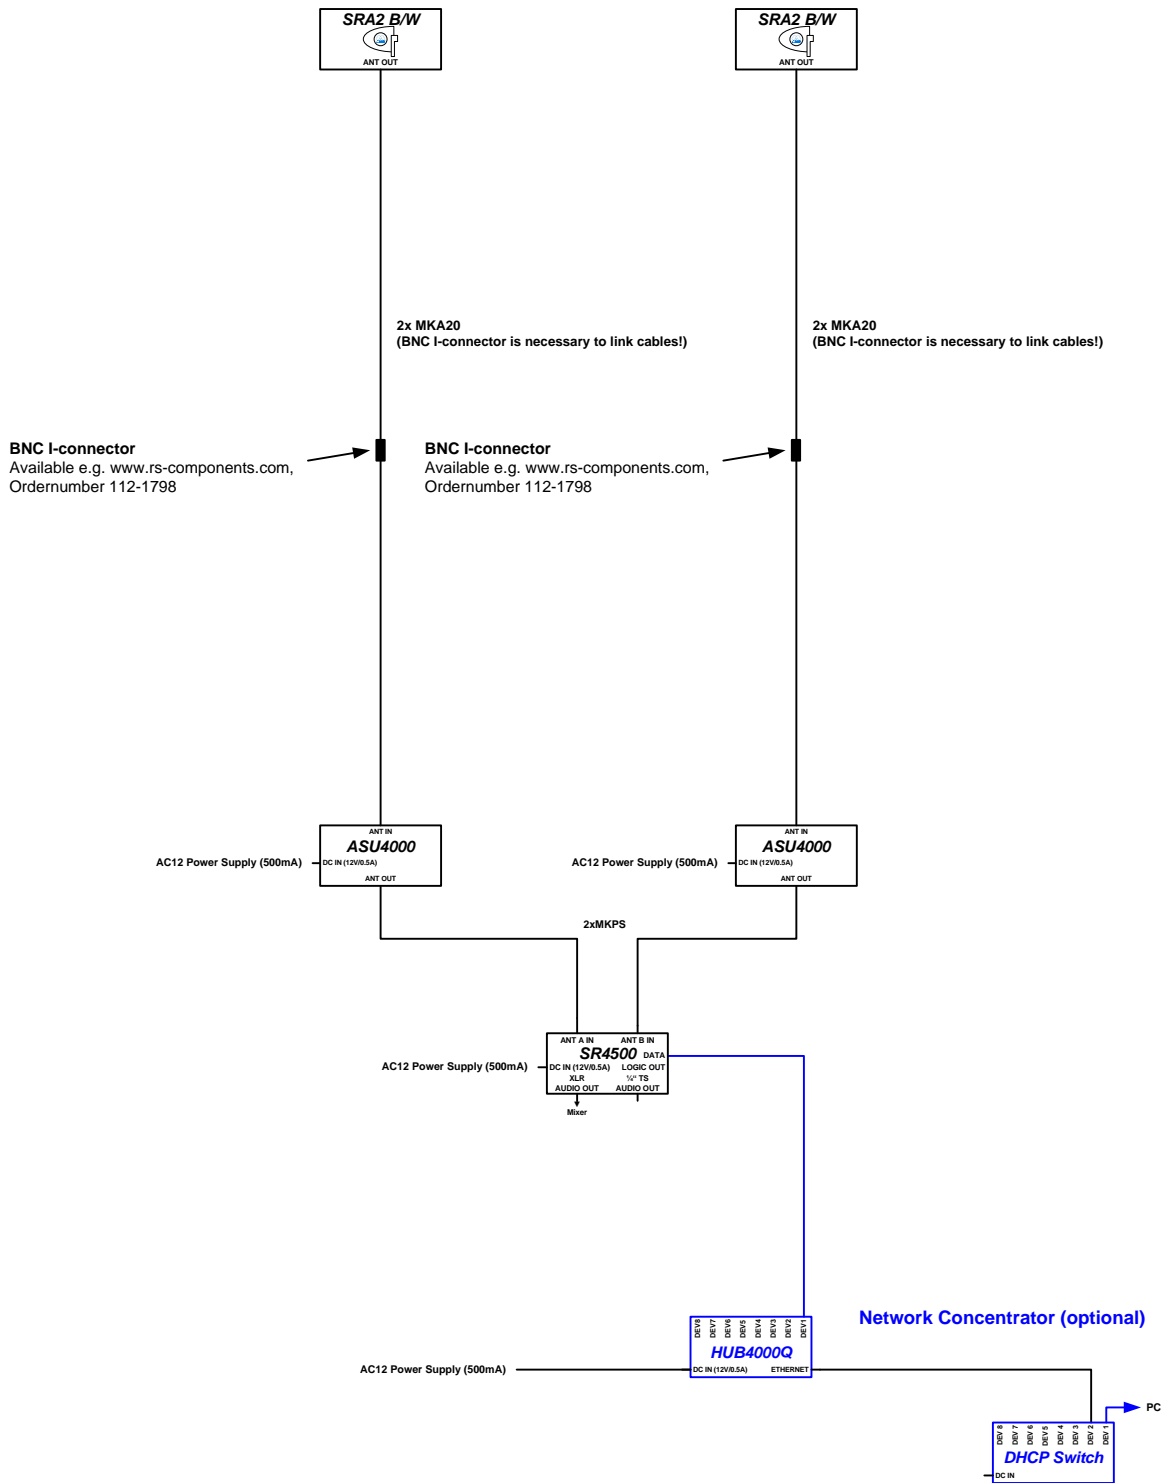 SRA2 B/W
ANT OUT
SRA2 B/W
ANT OUT
2x MKA20
(BNC I-connector is necessary to link cables!)
2x MKA20
(BNC I-connector is necessary to link cables!)
BNC I-connector
Available e.g. www.rs-components.com,
Ordernumber 112-1798
BNC I-connector
Available e.g. www.rs-components.com,
Ordernumber 112-1798
ANT IN
ASU4000
AC12 Power Supply (500mA)
DC IN (12V/0.5A)
ANT OUT
ANT IN
ASU4000
AC12 Power Supply (500mA)
DC IN (12V/0.5A)
ANT OUT
2xMKPS
ANT A IN
ANT B IN
SR4500
DATA
AC12 Power Supply (500mA)
DC IN (12V/0.5A)
LOGIC OUT
XLR
AUDIO OUT
¼“ TS
AUDIO OUT
Mixer
Network Concentrator (optional)
DEV8
DEV7
DEV6
DEV5
DEV4
DEV3
DEV2
DEV1
HUB4000Q
AC12 Power Supply (500mA)
DC IN (12V/0.5A)
ETHERNET
PC
DEV 8
DEV 7
DEV 6
DEV 5
DEV 4
DEV 3
DEV 2
DEV 1
DHCP Switch
DC IN